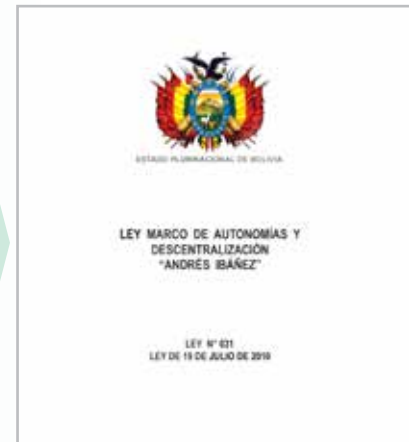 ESTADO PLURINACIONAL DE BOLIVIA
LEY MARCO DE AUTONOMÍAS Y
DESCENTRALIZACIÓN
"ANDRÉS IBÁÑEZ"
LEY N° 031
LEY DE 19 DE JULIO DE 2010